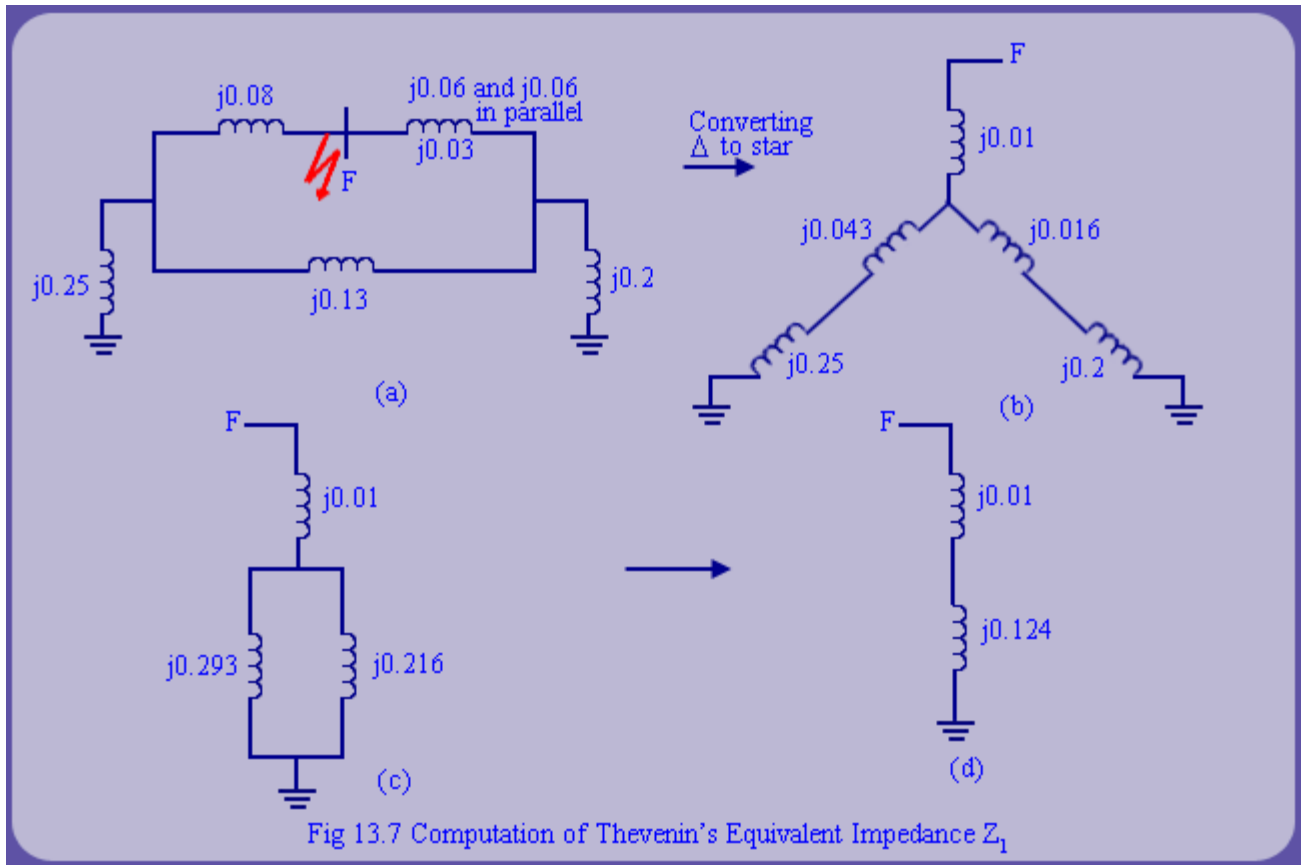 j0.08
j0.06 and j0.06
in parallel
j0.03
F
j0.25
j0.13
j0.2
(a)
Converting
Δ to star
F
j0.01
j0.043
j0.016
j0.25
j0.2
(b)
F
j0.01
j0.293
j0.216
(c)
F
j0.01
j0.124
(d)
Fig 13.7 Computation of Thevenin's Equivalent Impedance Z₁